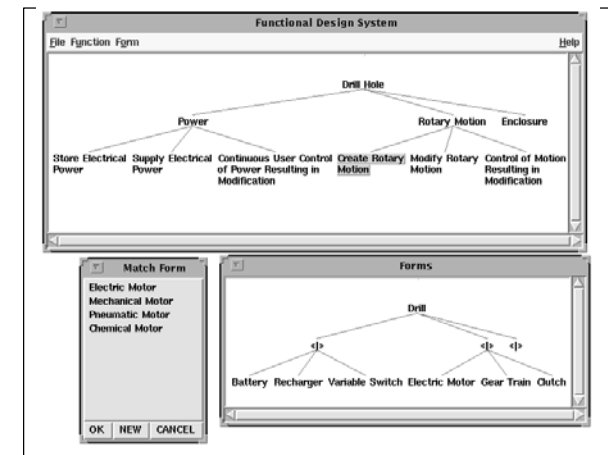 Functional Design System
File Function Form Help
Drill Hole
Power Rotary Motion Enclosure
Store Electrical Supply Electrical Continuous User Control Create Rotary Modify Rotary Control of Motion
Power Power of Power Resulting in Motion Motion Resulting in
Modification Modification
Match Form
Electric Motor
Mechanical Motor
Pneumatic Motor
Chemical Motor
OK NEW CANCEL
Forms
Drill
<|> <|> <|>
Battery Recharger Variable Switch Electric Motor Gear Train Clutch